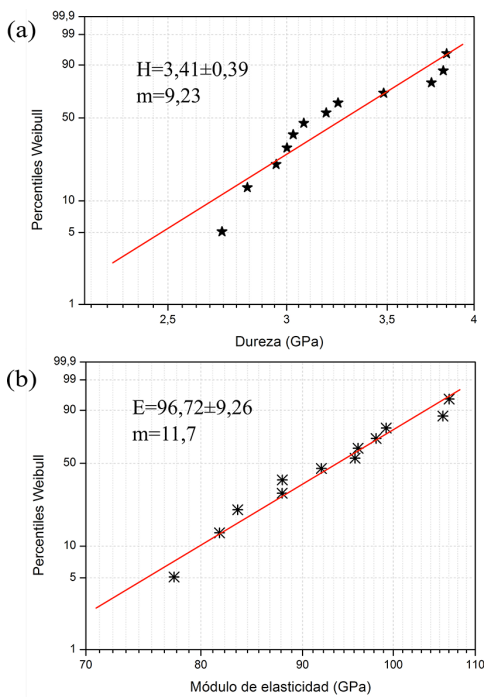 (a)
99,9
99
90
50
10
5
1
Percentiles Weibull
H=3,41±0,39
m=9,23
2,5
3
3,5
4
Dureza (GPa)
(b)
99,9
99
90
50
10
5
1
Percentiles Weibull
E=96,72±9,26
m=11,7
70
80
90
100
110
Módulo de elasticidad (GPa)